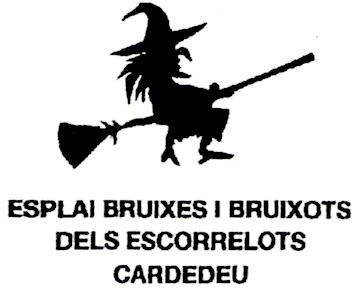 ESPLAI BRUIXES I BRUIXOTS
DELS ESCORRELOTS
CARDEDEU